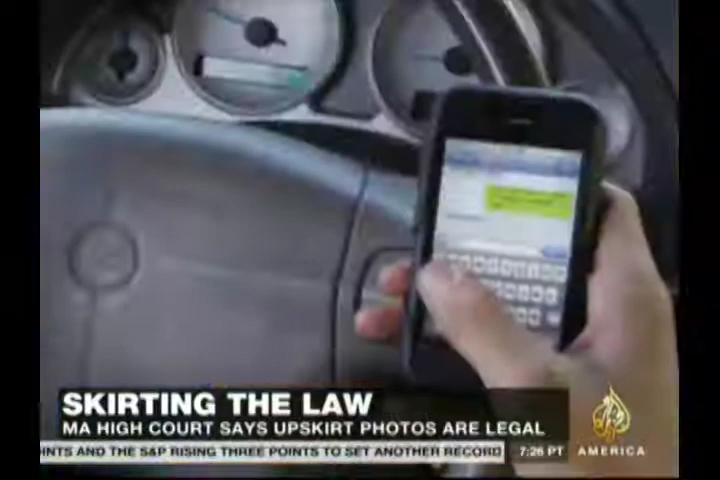 SKIRTING THE LAW
MA HIGH COURT SAYS UPSKIRT PHOTOS ARE LEGAL
INTS AND THE S&P RISING THREE POINTS TO SET ANOTHER RECORD
7:26 PT
AMERICA